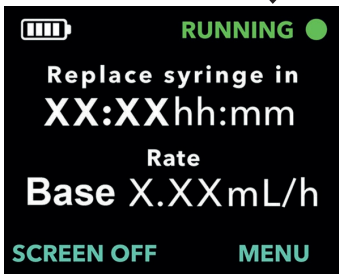 RUNNING
Replace syringe in
XX:XXhh:mm
Rate
Base X.XXmL/h
SCREEN OFF MENU